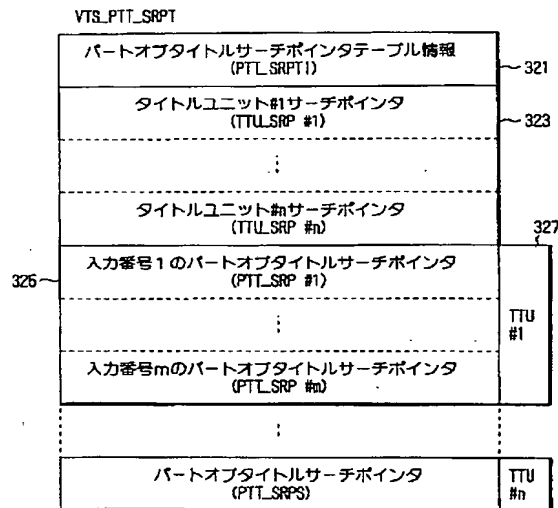 VTS_PTT_SRPT
パートオブタイトルサーチポインタテーブル情報
(PTT_SRPTI)
321
タイトルユニット#1サーチポインタ
(TTU_SRP #1)
323
タイトルユニット#nサーチポインタ
(TTU_SRP #n)
327
325
入力番号1のパートオブタイトルサーチポインタ
(PTT_SRP #1)
TTU
#1
入力番号mのパートオブタイトルサーチポインタ
(PTT_SRP #m)
パートオブタイトルサーチポインタ
(PTT_SRPS)
TTU
#n